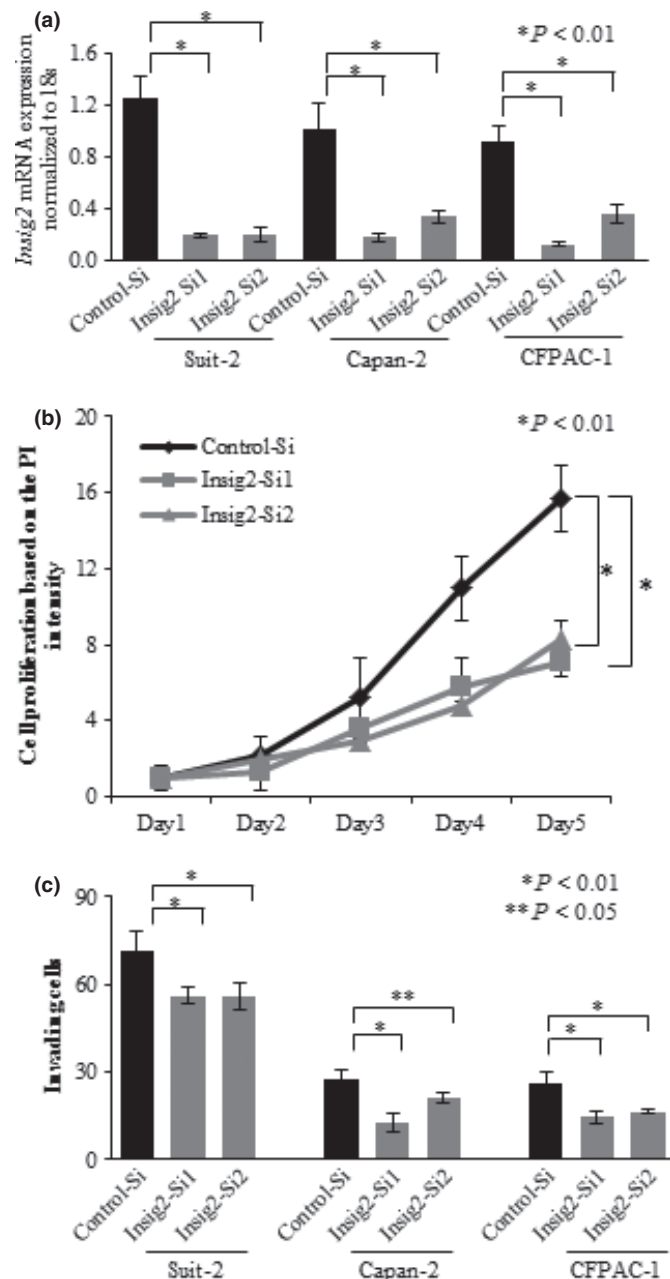 (a)
*P < 0.01
Insig2 mRNA expression
normalized to 18s
1.6
1.2
0.8
0.4
0.0
* * * * * *
Control-Si Insig2 Si1 Insig2 Si2 Control-Si Insig2 Si1 Insig2 Si2 Control-Si Insig2 Si1 Insig2 Si2
Suit-2 Capan-2 CFPAC-1
(b)
*P < 0.01
Cell proliferation based on the PI
intensity
20
16
12
8
4
0
Control-Si
Insig2-Si1
Insig2-Si2
* *
Day1 Day2 Day3 Day4 Day5
(c)
*P < 0.01
**P < 0.05
Invading cells
90
60
30
0
* * * ** * *
Control-Si Insig2-Si1 Insig2-Si2 Control-Si Insig2-Si1 Insig2-Si2 Control-Si Insig2-Si1 Insig2-Si2
Suit-2 Capan-2 CFPAC-1